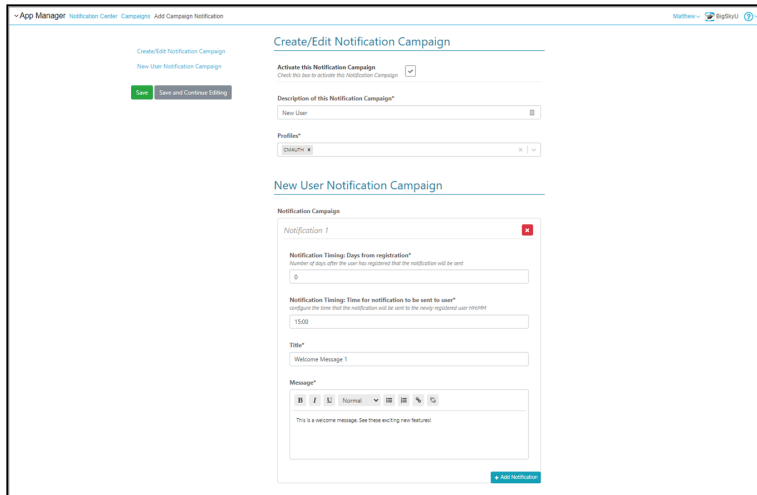 App Manager Notification Center Campaigns Add Campaign Notification
Matthew BigSkyU ?
Create/Edit Notification Campaign
New User Notification Campaign
Save Save and Continue Editing
Create/Edit Notification Campaign
Activate this Notification Campaign
Check this box to activate this Notification Campaign
Description of this Notification Campaign*
New User
Profiles*
CMAUTH ×
New User Notification Campaign
Notification Campaign
Notification 1
Notification Timing: Days from registration*
Number of days after the user has registered that the notification will be sent
0
Notification Timing: Time for notification to be sent to user*
configure the time that the notification will be sent to the newly registered user HH:MM
15:00
Title*
Welcome Message 1
Message*
B I U Normal
This is a welcome message. See these exciting new features!
+ Add Notification